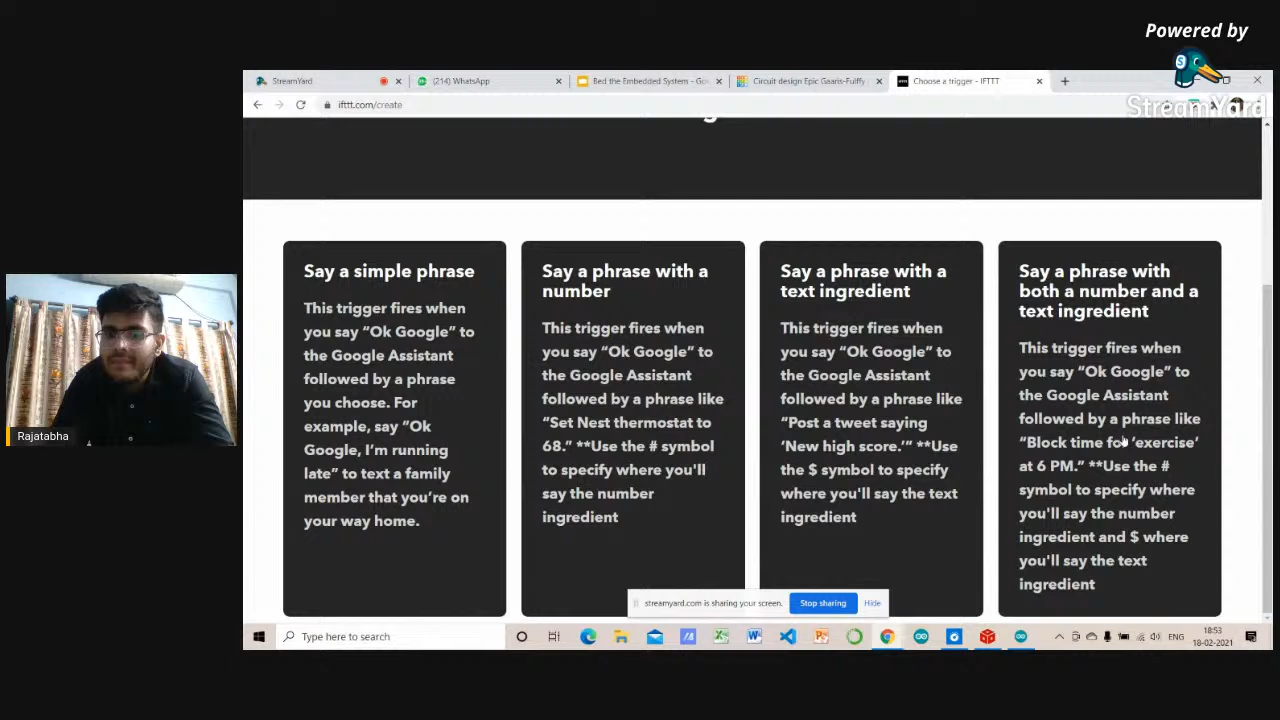 Powered by
StreamYard
StreamYard
(214) WhatsApp
Bed the Embedded System - Go
Circuit design Epic Gaaris-Fulffy
Choose a trigger - IFTTT
ifttt.com/create
Say a simple phrase
This trigger fires when
you say “Ok Google” to
the Google Assistant
followed by a phrase
you choose. For
example, say “Ok
Google, I’m running
late” to text a family
member that you’re on
your way home.
Say a phrase with a
number
This trigger fires when
you say “Ok Google” to
the Google Assistant
followed by a phrase like
“Set Nest thermostat to
68.” **Use the # symbol
to specify where you'll
say the number
ingredient
Say a phrase with a
text ingredient
This trigger fires when
you say “Ok Google” to
the Google Assistant
followed by a phrase like
“Post a tweet saying
‘New high score.’” **Use
the $ symbol to specify
where you'll say the text
ingredient
Say a phrase with
both a number and a
text ingredient
This trigger fires when
you say “Ok Google” to
the Google Assistant
followed by a phrase like
“Block time for ‘exercise’
at 6 PM.” **Use the #
symbol to specify where
you'll say the number
ingredient and $ where
you'll say the text
ingredient
Rajatabha
streamyard.com is sharing your screen.
Stop sharing
Hide
Type here to search
ENG
18:53
18-02-2021